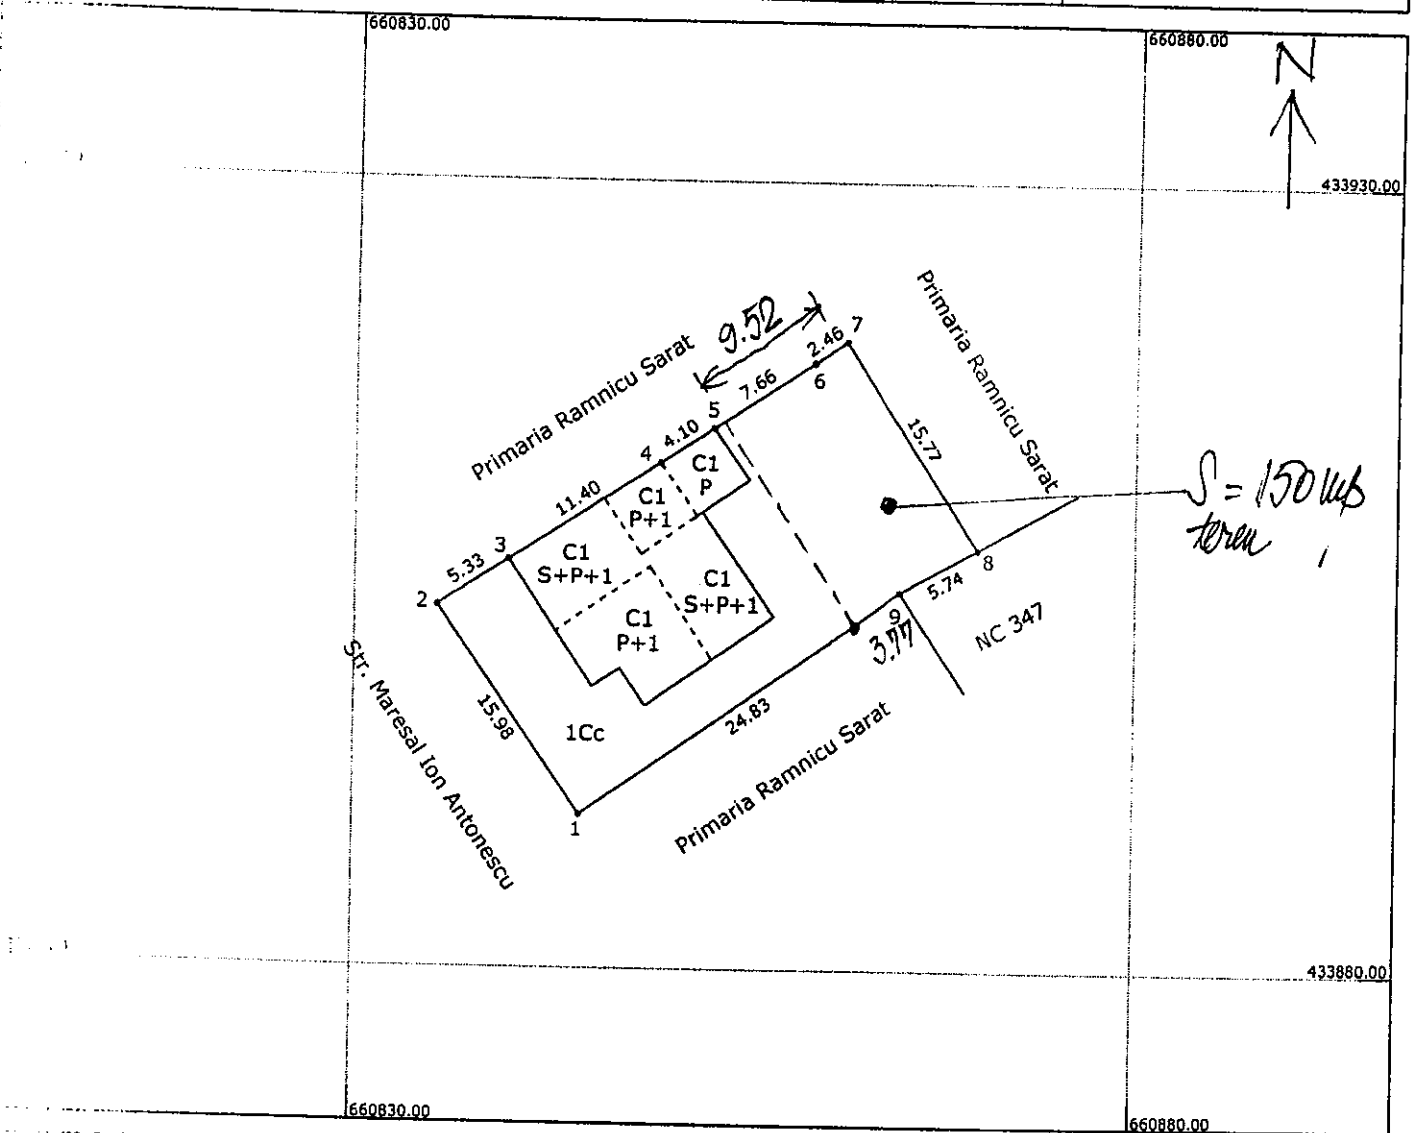 660830.00
660880.00
N
433930.00
Primaria Ramnicu Sarat
9.52
2.46
7
7.66
6
5
Primaria Ramnicu Sarat
4.10
4
C1
P
15.77
11.40
C1
P+1
S = 150 mp
teren
3
5.33
C1
S+P+1
2
C1
S+P+1
C1
P+1
8
5.74
9
3.77
NC 347
Str. Maresal Ion Antonescu
15.98
24.83
1Cc
Primaria Ramnicu Sarat
1
433880.00
660830.00
660880.00